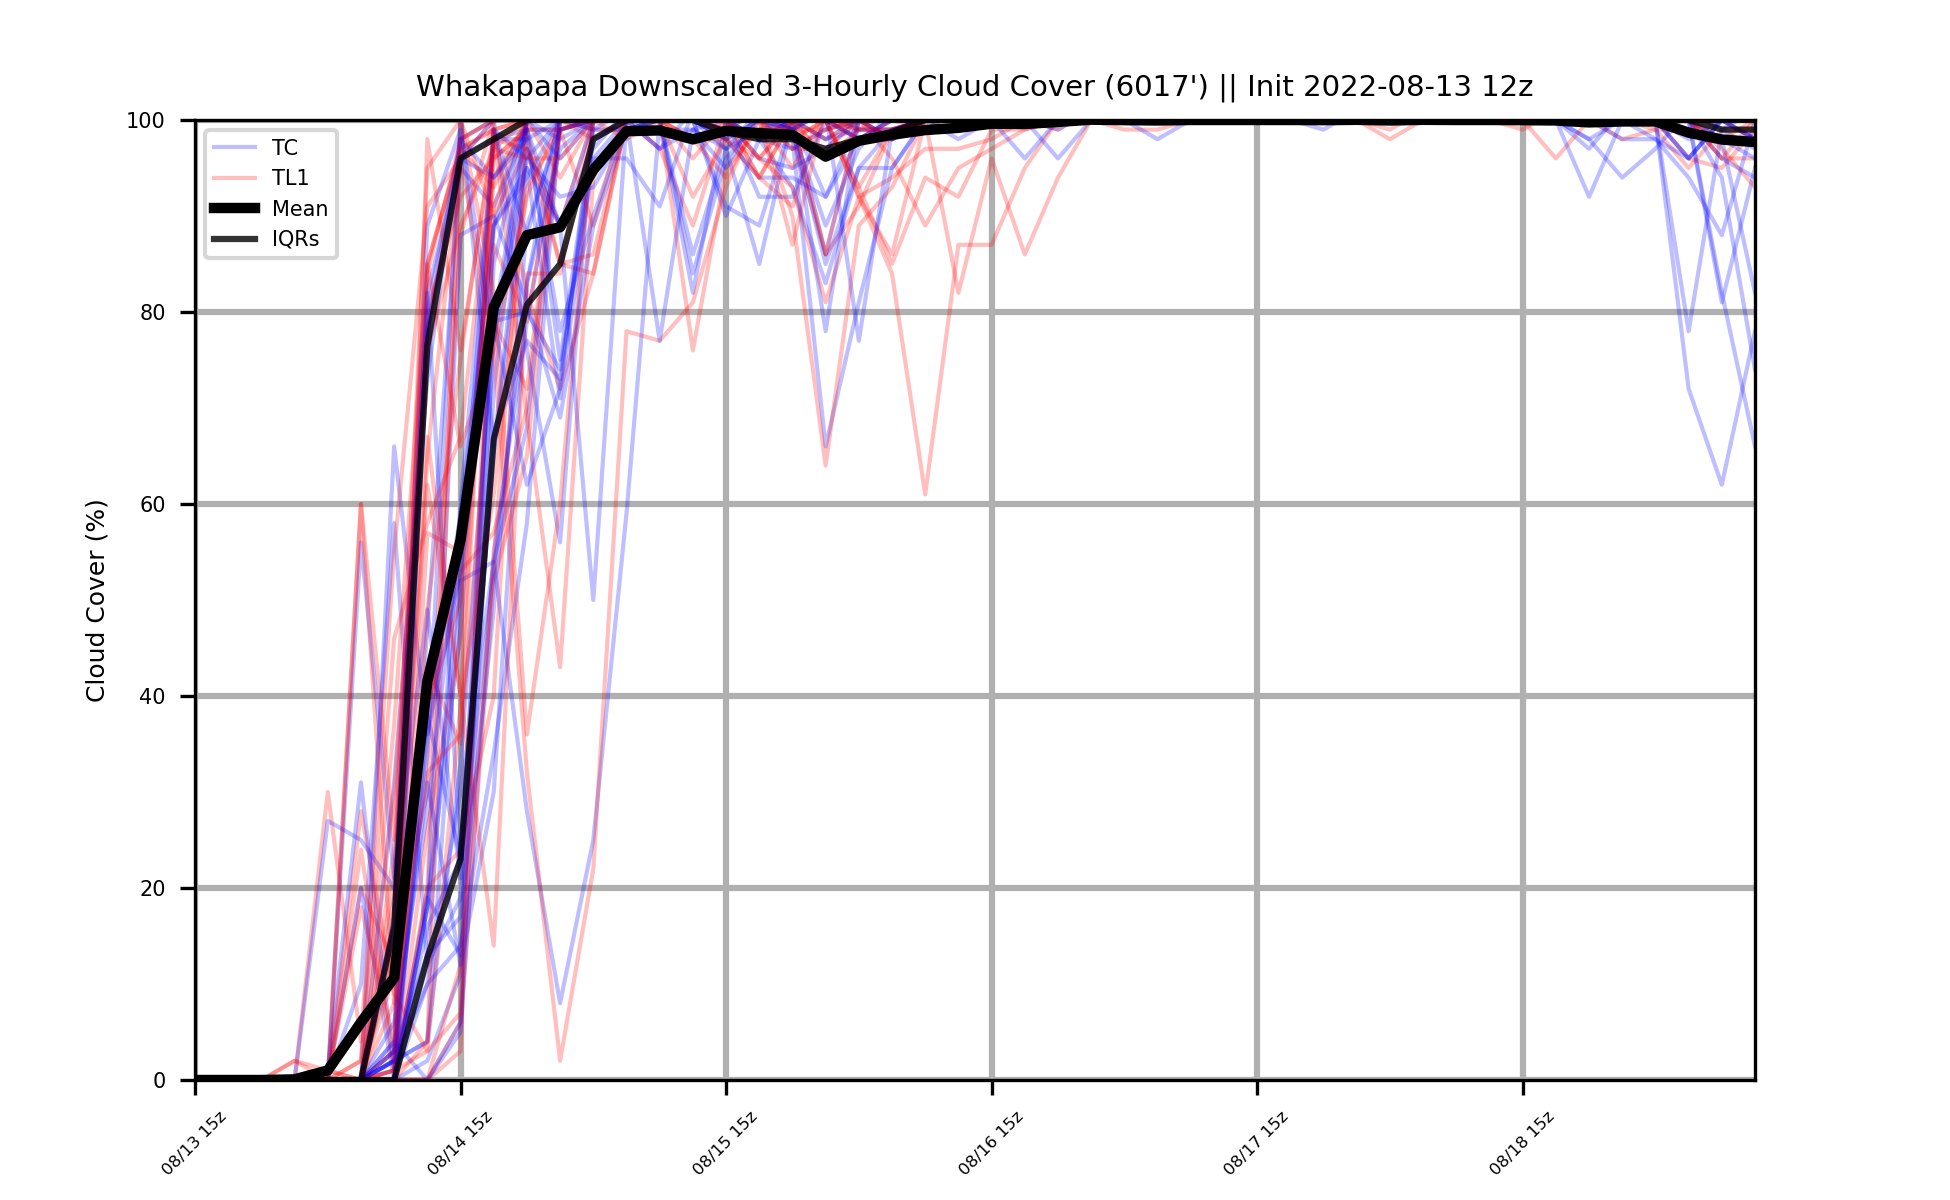 Whakapapa Downscaled 3-Hourly Cloud Cover (6017') || Init 2022-08-13 12z
100
80
60
40
20
0
Cloud Cover (%)
TC
TL1
Mean
IQRs
08/13 15z
08/14 15z
08/15 15z
08/16 15z
08/17 15z
08/18 15z